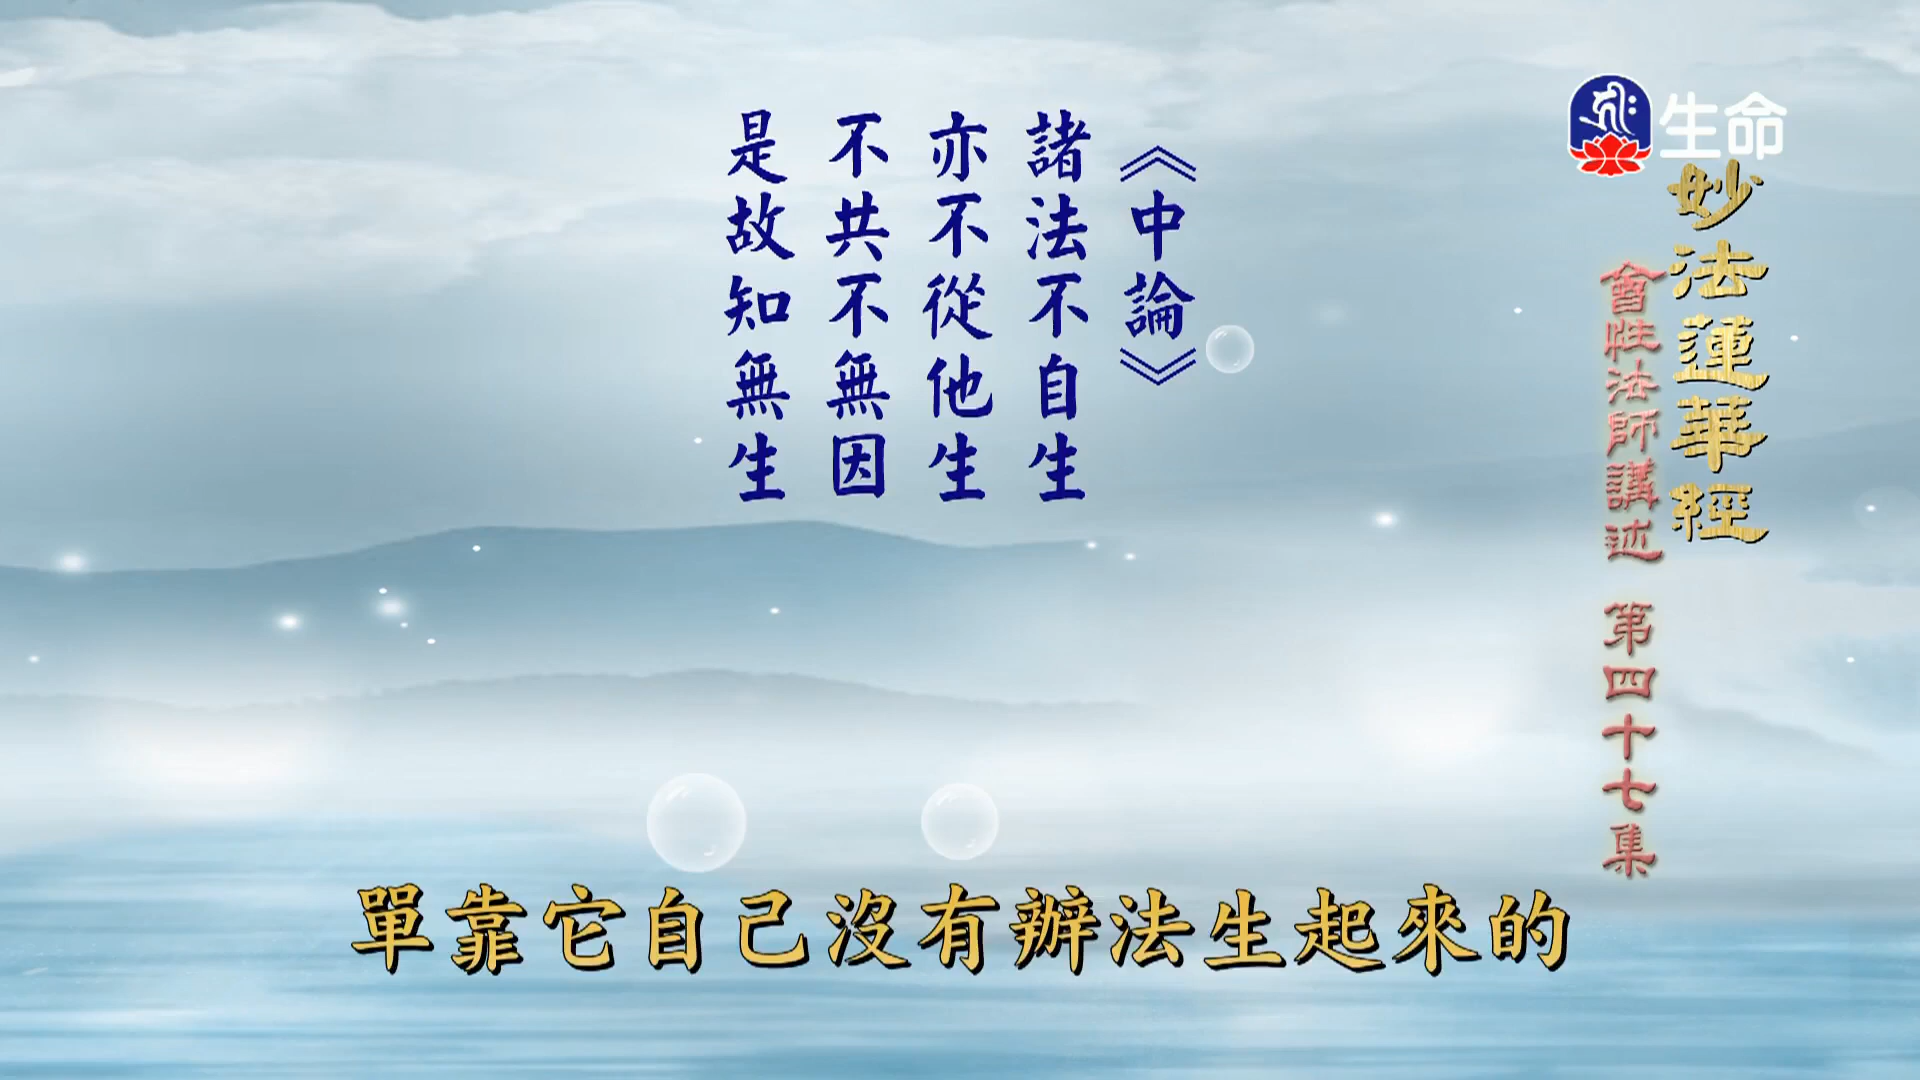 生命
妙法蓮華經
會性法師講述 第四十七集
《中論》
諸法不自生
亦不從他生
不共不無因
是故知無生
單靠它自己沒有辦法生起來的